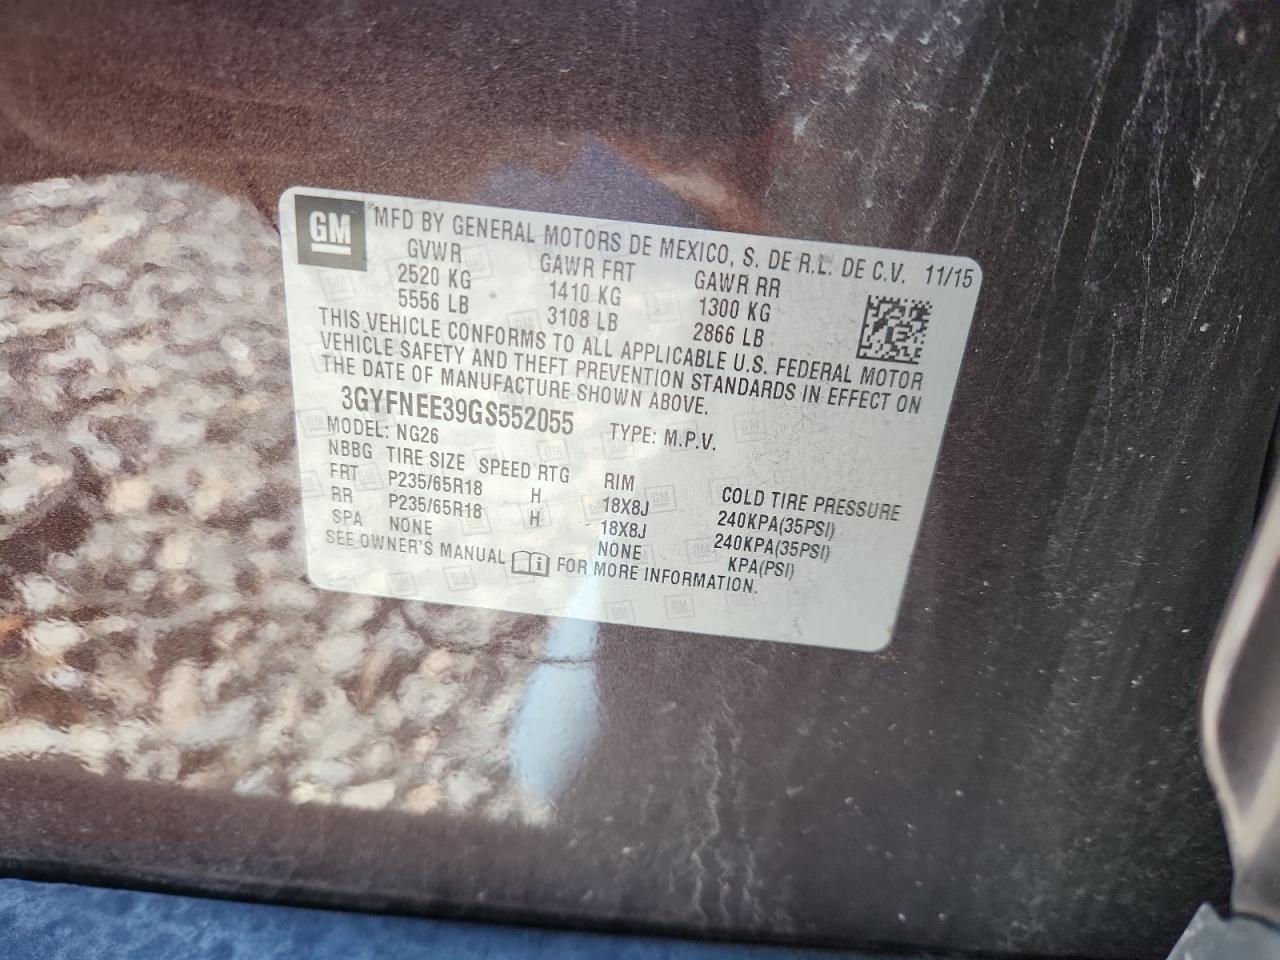 GM MFD BY GENERAL MOTORS DE MEXICO, S. DE R.L. DE C.V. 11/15
GVWR GAWR FRT GAWR RR
2520 KG 1410 KG 1300 KG
5556 LB 3108 LB 2866 LB
THIS VEHICLE CONFORMS TO ALL APPLICABLE U.S. FEDERAL MOTOR
VEHICLE SAFETY AND THEFT PREVENTION STANDARDS IN EFFECT ON
THE DATE OF MANUFACTURE SHOWN ABOVE.
3GYFNEE39GS552055 TYPE: M.P.V.
MODEL: NG26
NBBG TIRE SIZE SPEED RTG RIM COLD TIRE PRESSURE
FRT P235/65R18 H 18X8J 240KPA(35PSI)
RR P235/65R18 H 18X8J 240KPA(35PSI)
SPA NONE NONE KPA(PSI)
SEE OWNER'S MANUAL i FOR MORE INFORMATION.